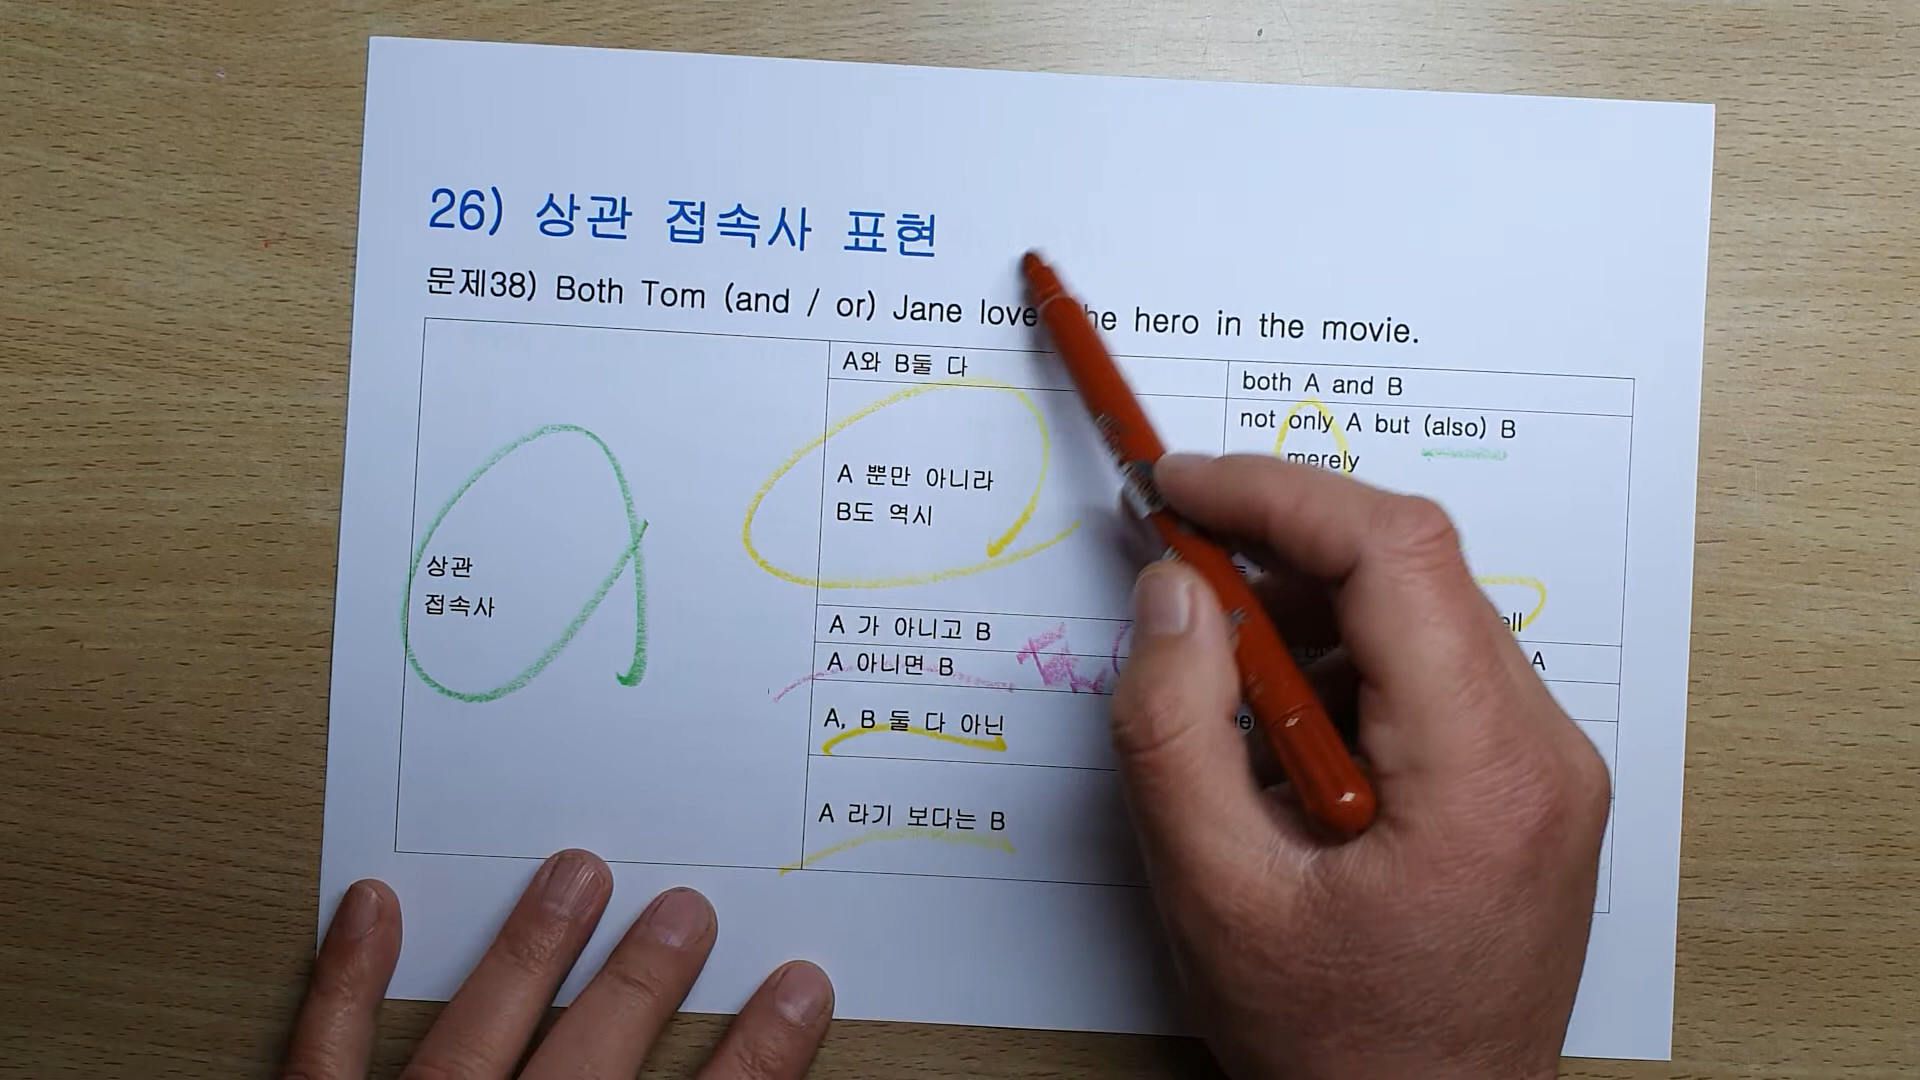 26) 상관 접속사 표현
문제38) Both Tom (and / or) Jane love he hero in the movie.
A와 B둘 다
both A and B
not only A but (also) B
merely
A 뿐만 아니라
B도 역시
상관
접속사
ell
A 가 아니고 B
A
A 아니면 B
A, B 둘 다 아닌
A 라기 보다는 B